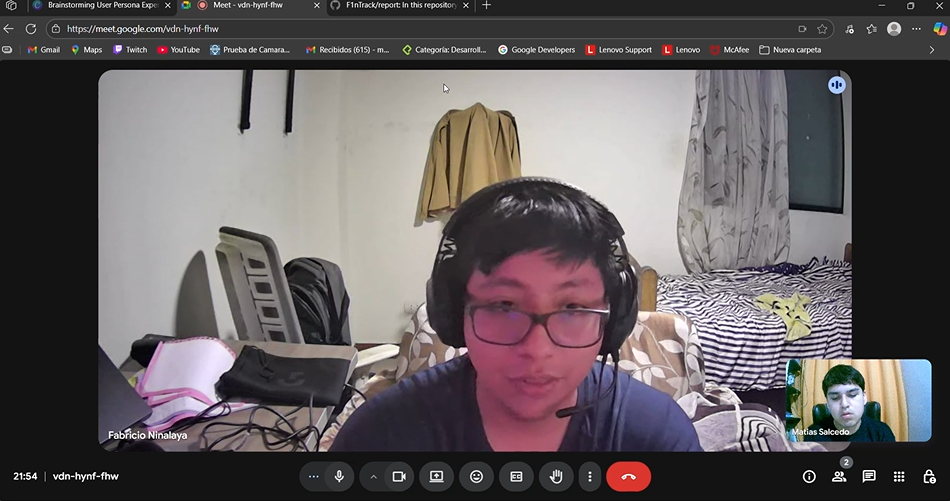 Brainstorming User Persona Expe
Meet - vdn-hynf-fhw
F1nTrack/report: In this repository
https://meet.google.com/vdn-hynf-fhw
Gmail
Maps
Twitch
YouTube
Prueba de Camara...
Recibidos (615) - m...
Categoría: Desarroll...
Google Developers
Lenovo Support
Lenovo
McAfee
Nueva carpeta
Fabricio Ninalaya
Matias Salcedo
21:54 | vdn-hynf-fhw
2